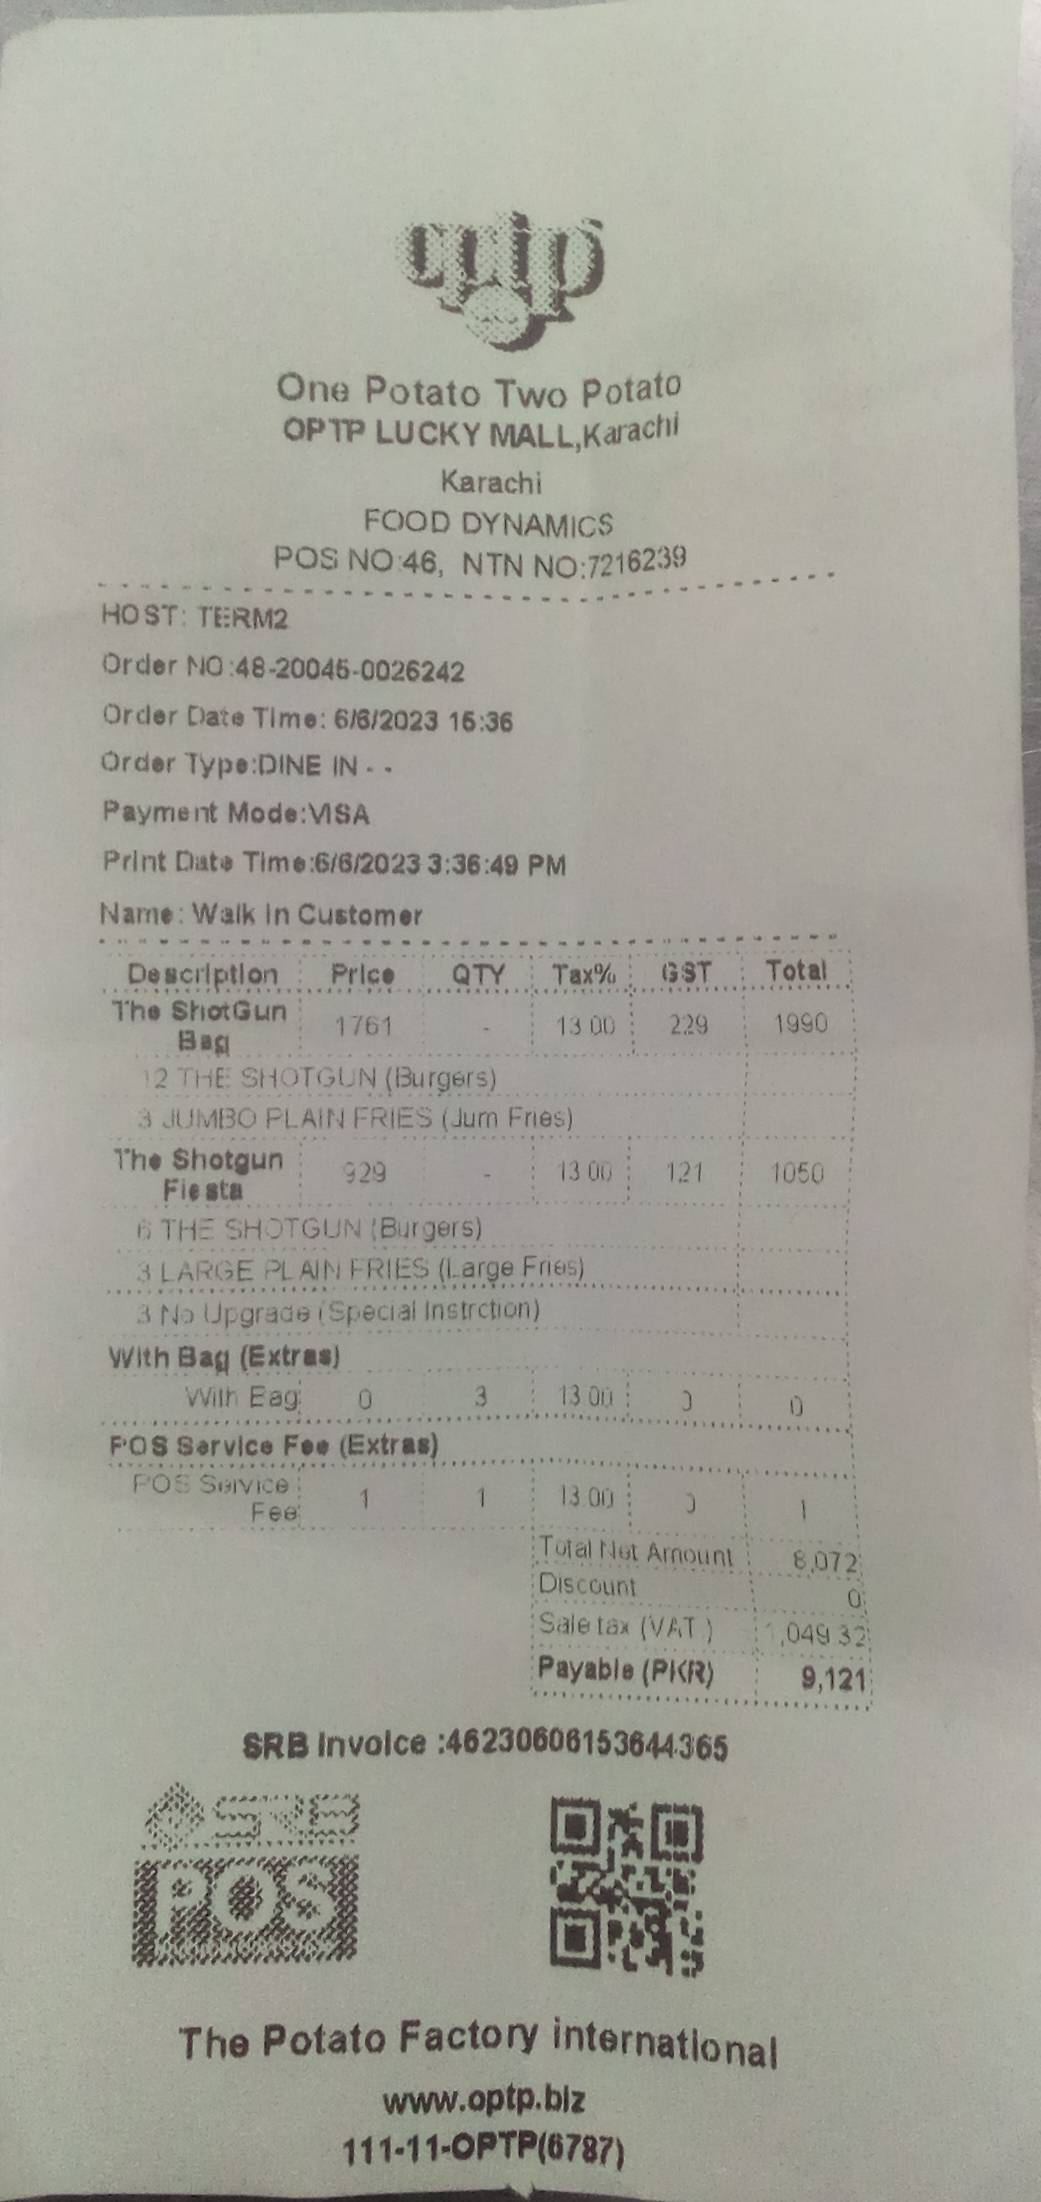 optp
One Potato Two Potato
OPTP LUCKY MALL,Karachi
Karachi
FOOD DYNAMICS
POS NO:46, NTN NO:7216239
HOST: TERM2
Order NO:48-20045-0026242
Order Date Time: 6/6/2023 15:36
Order Type:DINE IN - -
Payment Mode:VISA
Print Date Time:6/6/2023 3:36:49 PM
Name: Walk in Customer
Description Price QTY Tax% GST Total
The ShotGun Bag 1761 - 13.00 229 1990
12 THE SHOTGUN (Burgers)
3 JUMBO PLAIN FRIES (Jum Fries)
The Shotgun Fiesta 929 - 13.00 121 1050
6 THE SHOTGUN (Burgers)
3 LARGE PLAIN FRIES (Large Fries)
3 No Upgrade (Special Instrction)
With Bag (Extras)
With Bag 0 3 13.00 0 0
POS Service Fee (Extras)
POS Service Fee 1 1 13.00 0 1
Total Net Amount 8,072
Discount 0
Sale tax (VAT ) 1,049.32
Payable (PKR) 9,121
SRB Invoice :46230606153644365
SRB
POS
The Potato Factory international
www.optp.biz
111-11-OPTP(6787)